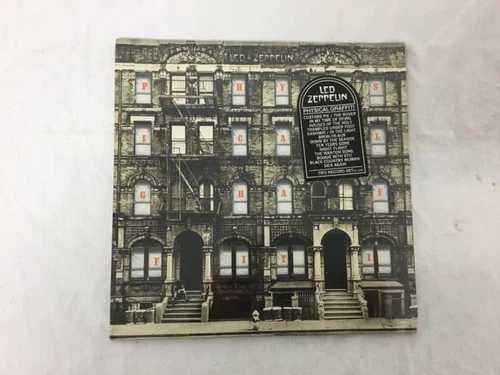 LED ZEPPELIN
P H Y S
I C A L
G R A F
F I T I
LED
ZEPPELIN
PHYSICAL GRAFFITI
CUSTARD PIE / THE ROVER
IN MY TIME OF DYING
HOUSES OF THE HOLY
TRAMPLED UNDER FOOT
KASHMIR / IN THE LIGHT
BRON-YR-AUR
DOWN BY THE SEASIDE
TEN YEARS GONE
NIGHT FLIGHT
THE WANTON SONG
BOOGIE WITH STU
BLACK COUNTRY WOMAN
SICK AGAIN
TWO RECORD SET